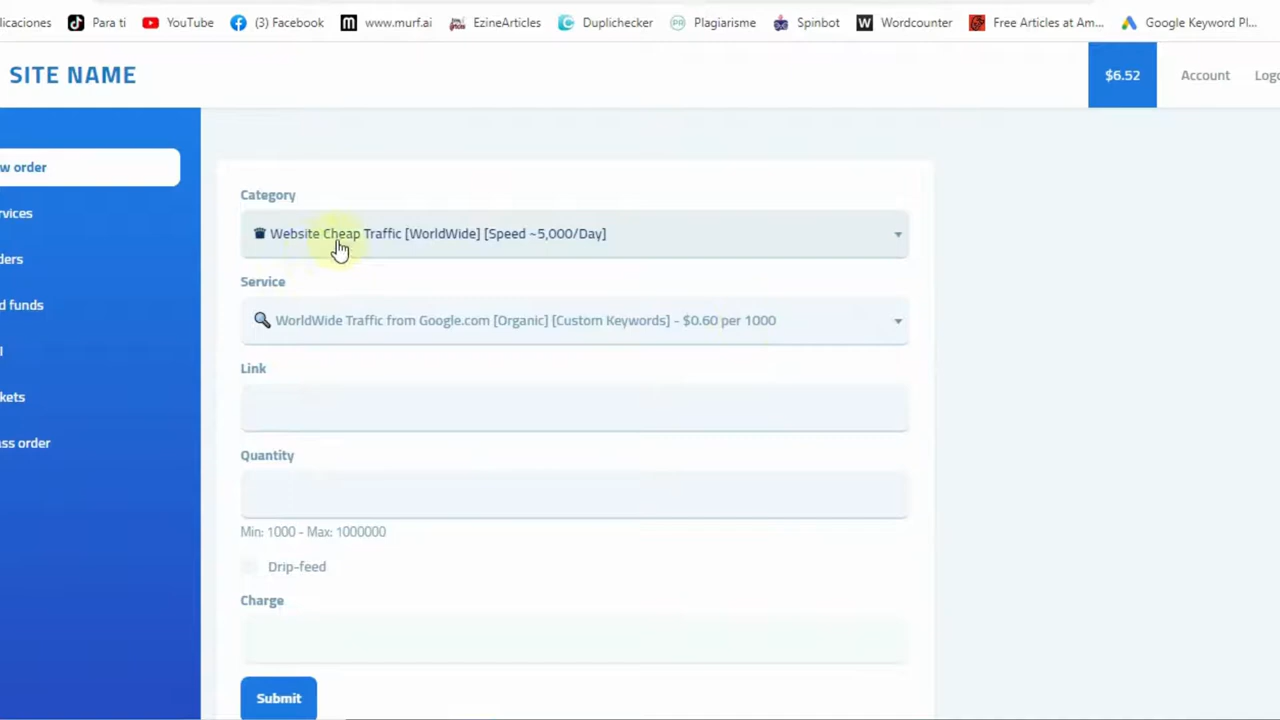 licaciones Para ti YouTube (3) Facebook www.murf.ai EzineArticles Duplichecker Plagiarisme Spinbot Wordcounter Free Articles at Am... Google Keyword Pl...
SITE NAME
$6.52 Account Logo
w order
rvices
ders
d funds
I
kets
ass order
Category
Website Cheap Traffic [WorldWide] [Speed ~5,000/Day]
Service
WorldWide Traffic from Google.com [Organic] [Custom Keywords] - $0.60 per 1000
Link
Quantity
Min: 1000 - Max: 1000000
Drip-feed
Charge
Submit